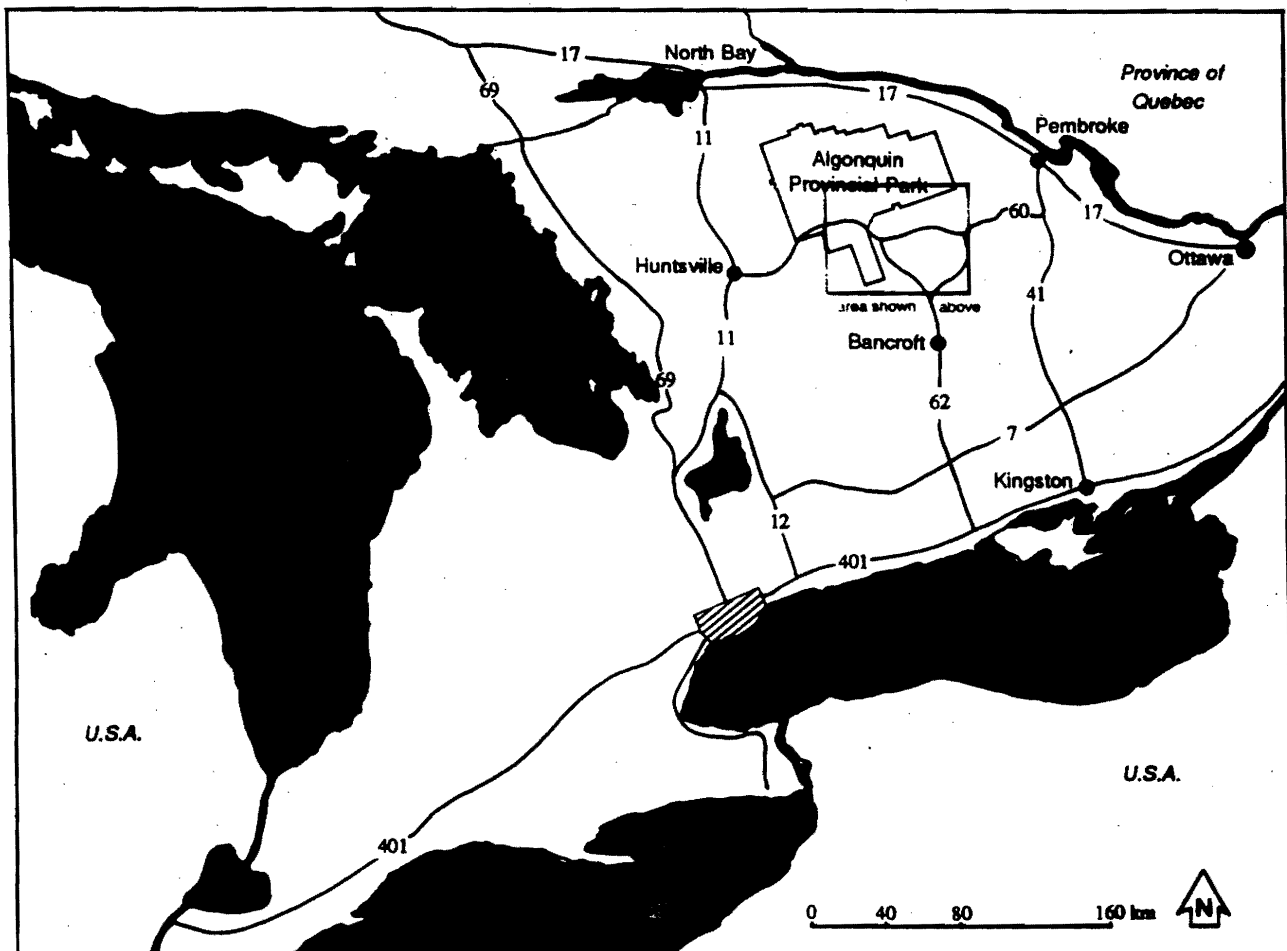 17
North Bay
Province of
Quebec
69
17
Pembroke
11
Algonquin
Provincial Park
60
17
Ottawa
Huntsville
41
area shown above
11
Bancroft
69
62
7
Kingston
12
401
U.S.A.
U.S.A.
401
0 40 80 160 km
N